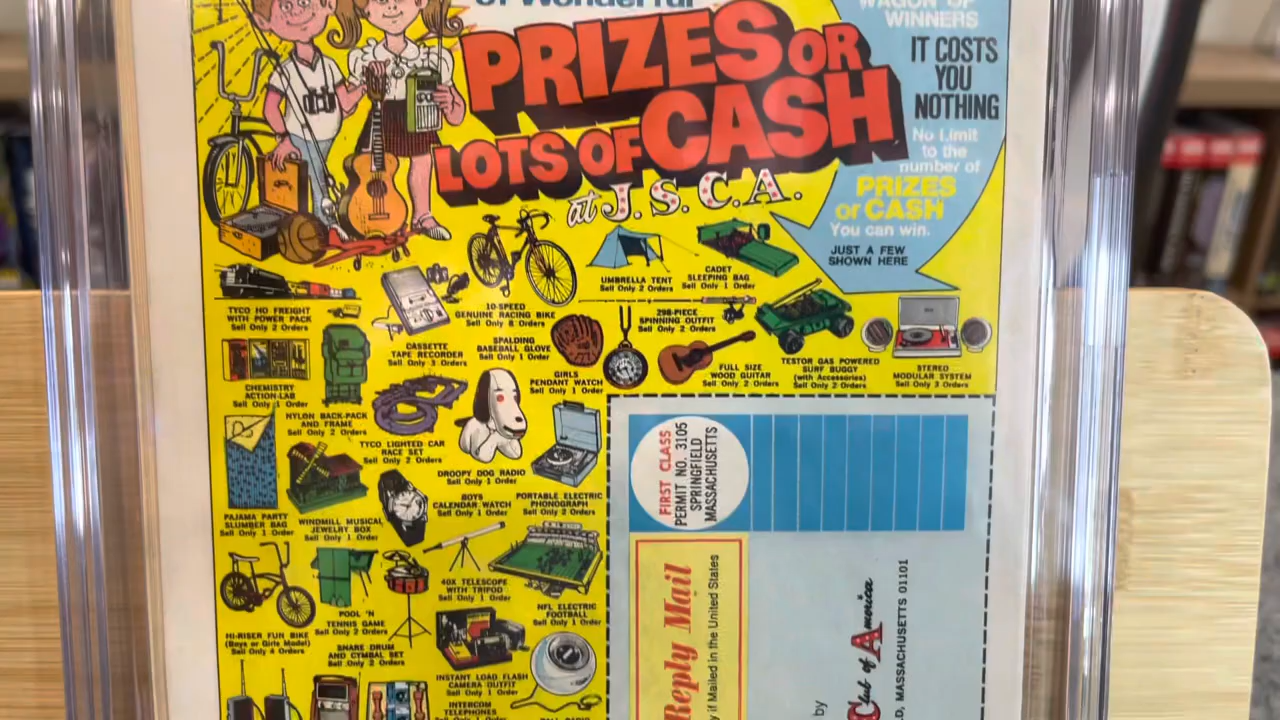 of Wonderful
PRIZES OR
LOTS OF CASH
at J.S.C.A.
WAGON OF
WINNERS
IT COSTS
YOU
NOTHING
No Limit
to the
number of
PRIZES
or CASH
You can win.
JUST A FEW
SHOWN HERE
TYCO HO FREIGHT
WITH POWER PACK
Sell Only 2 Orders
CASSETTE
TAPE RECORDER
Sell Only 3 Orders
10-SPEED
GENUINE RACING BIKE
Sell Only 8 Orders
UMBRELLA TENT
Sell Only 2 Orders
CADET
SLEEPING BAG
Sell Only 1 Order
SPALDING
BASEBALL GLOVE
Sell Only 1 Order
298-PIECE
SPINNING OUTFIT
Sell Only 2 Orders
GIRLS
PENDANT WATCH
Sell Only 1 Order
FULL SIZE
WOOD GUITAR
Sell Only 2 Orders
TESTOR GAS POWERED
SURF BUGGY
(with Accessories)
Sell Only 2 Orders
STEREO
MODULAR SYSTEM
Sell Only 3 Orders
CHEMISTRY
ACTION-LAB
Sell Only 1 Order
NYLON BACK-PACK
AND FRAME
Sell Only 2 Orders
TYCO LIGHTED CAR
RACE SET
Sell Only 2 Orders
DROOPY DOG RADIO
Sell Only 1 Order
PAJAMA PARTY
SLUMBER BAG
Sell Only 1 Order
WINDMILL MUSICAL
JEWELRY BOX
Sell Only 1 Order
BOYS
CALENDAR WATCH
Sell Only 1 Order
PORTABLE ELECTRIC
PHONOGRAPH
Sell Only 2 Orders
40X TELESCOPE
WITH TRIPOD
Sell Only 1 Order
NFL ELECTRIC
FOOTBALL
Sell Only 1 Order
HI-RISER FUN BIKE
(Boys or Girls Model)
Sell Only 4 Orders
POOL 'N
TENNIS GAME
Sell Only 2 Orders
SNARE DRUM
AND CYMBAL SET
Sell Only 2 Orders
INSTANT LOAD FLASH
CAMERA OUTFIT
Sell Only 1 Order
INTERCOM
TELEPHONES
Sell Only 1 Order
FIRST CLASS
PERMIT NO. 3105
SPRINGFIELD
MASSACHUSETTS
Reply Mail
y if Mailed in the United States
by
Club of America
D, MASSACHUSETTS 01101